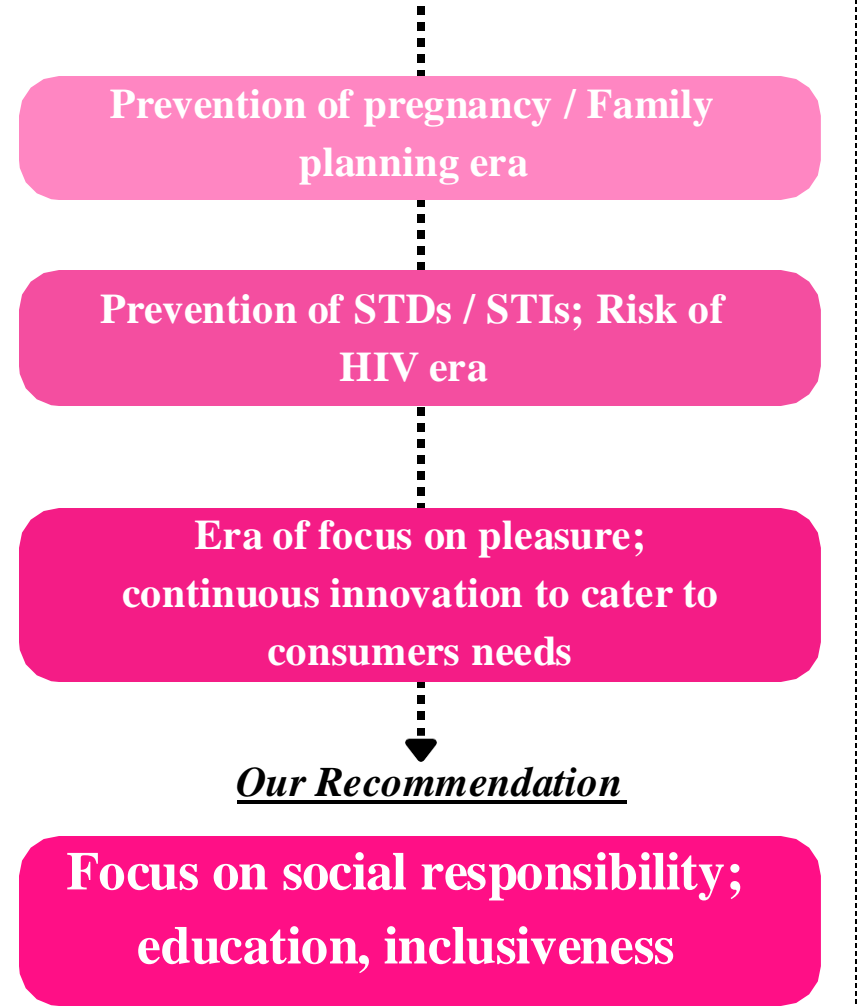 Prevention of pregnancy / Family
planning era
Prevention of STDs / STIs; Risk of
HIV era
Era of focus on pleasure;
continuous innovation to cater to
consumers needs
Our Recommendation
Focus on social responsibility;
education, inclusiveness